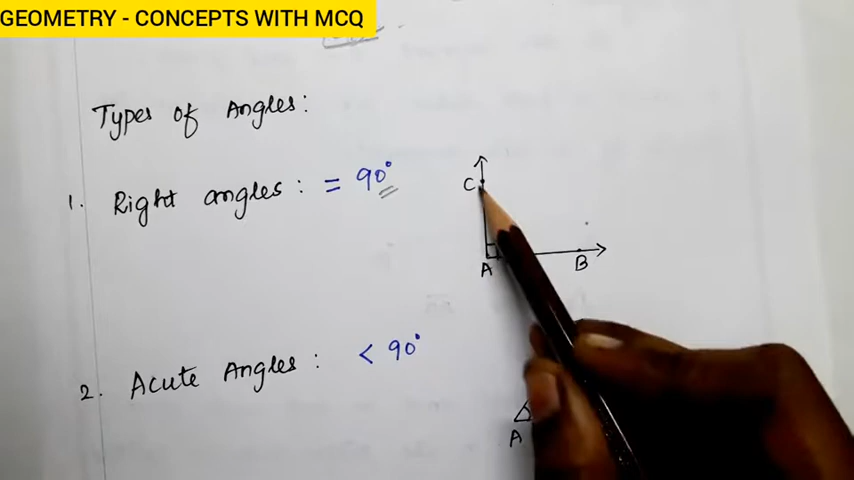 GEOMETRY - CONCEPTS WITH MCQ
Types of Angles:
1. Right angles: = 90°
C
A
B
2. Acute Angles: < 90°
A